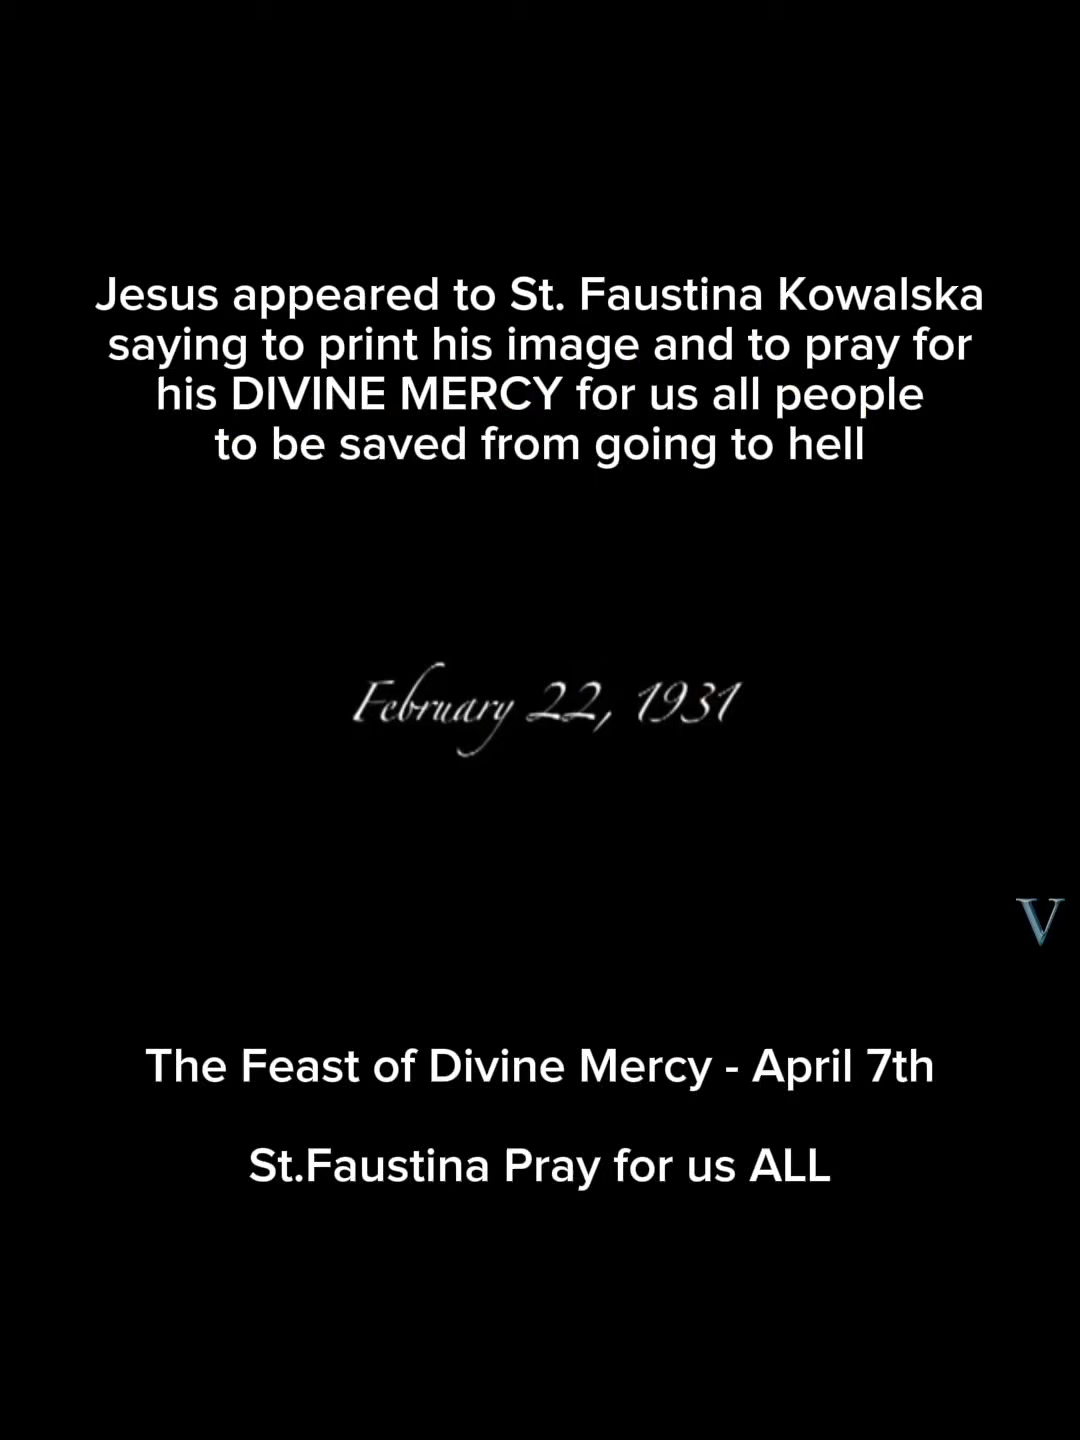 Jesus appeared to St. Faustina Kowalska
saying to print his image and to pray for
his DIVINE MERCY for us all people
to be saved from going to hell
February 22, 1931
V
The Feast of Divine Mercy - April 7th
St.Faustina Pray for us ALL